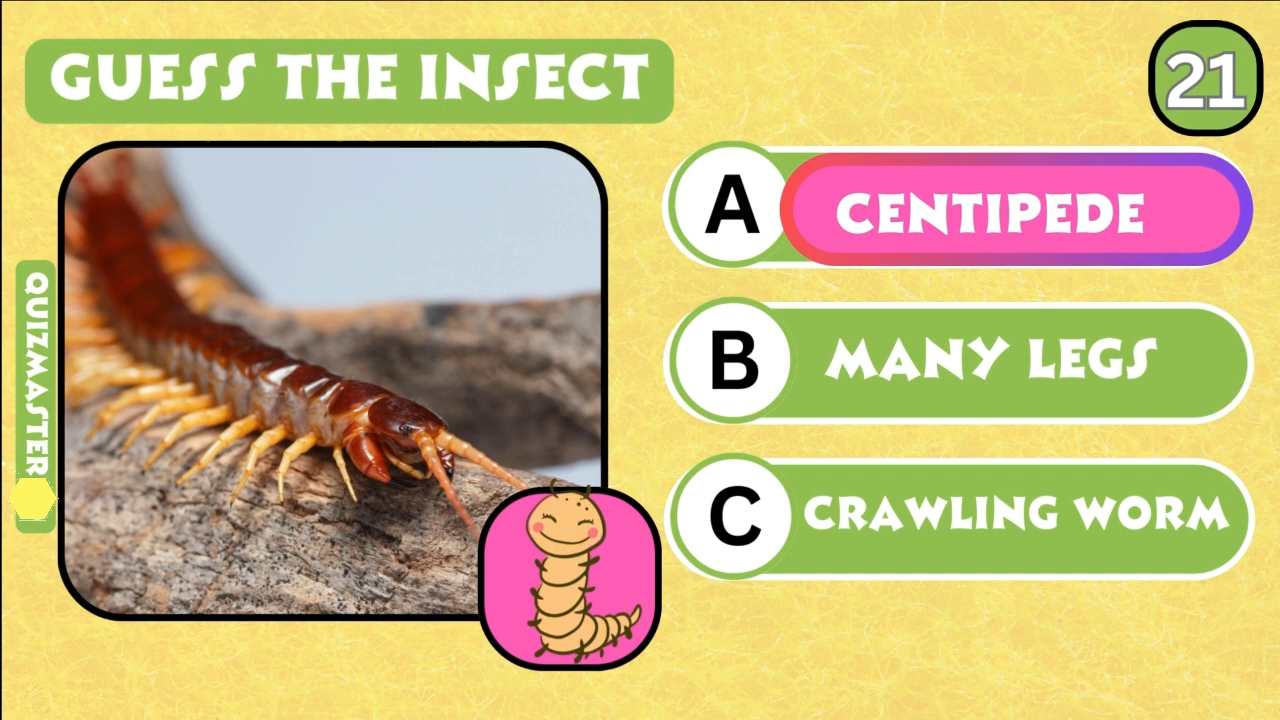 GUESS THE INSECT
21
QUIZMASTER
A
CENTIPEDE
B
MANY LEGS
C
CRAWLING WORM